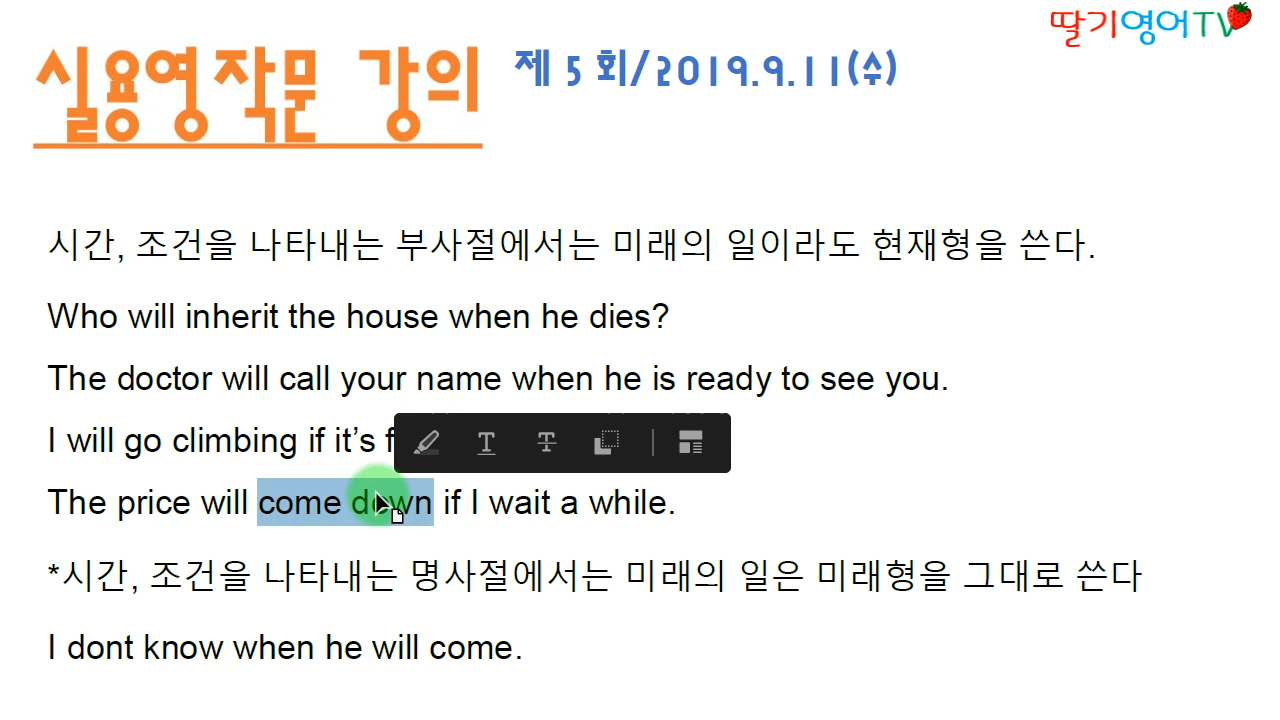 딸기영어TV
실용영작문 강의 제 5 회/2019.9.11(수)
시간, 조건을 나타내는 부사절에서는 미래의 일이라도 현재형을 쓴다.
Who will inherit the house when he dies?
The doctor will call your name when he is ready to see you.
I will go climbing if it’s
The price will come down if I wait a while.
*시간, 조건을 나타내는 명사절에서는 미래의 일은 미래형을 그대로 쓴다
I dont know when he will come.